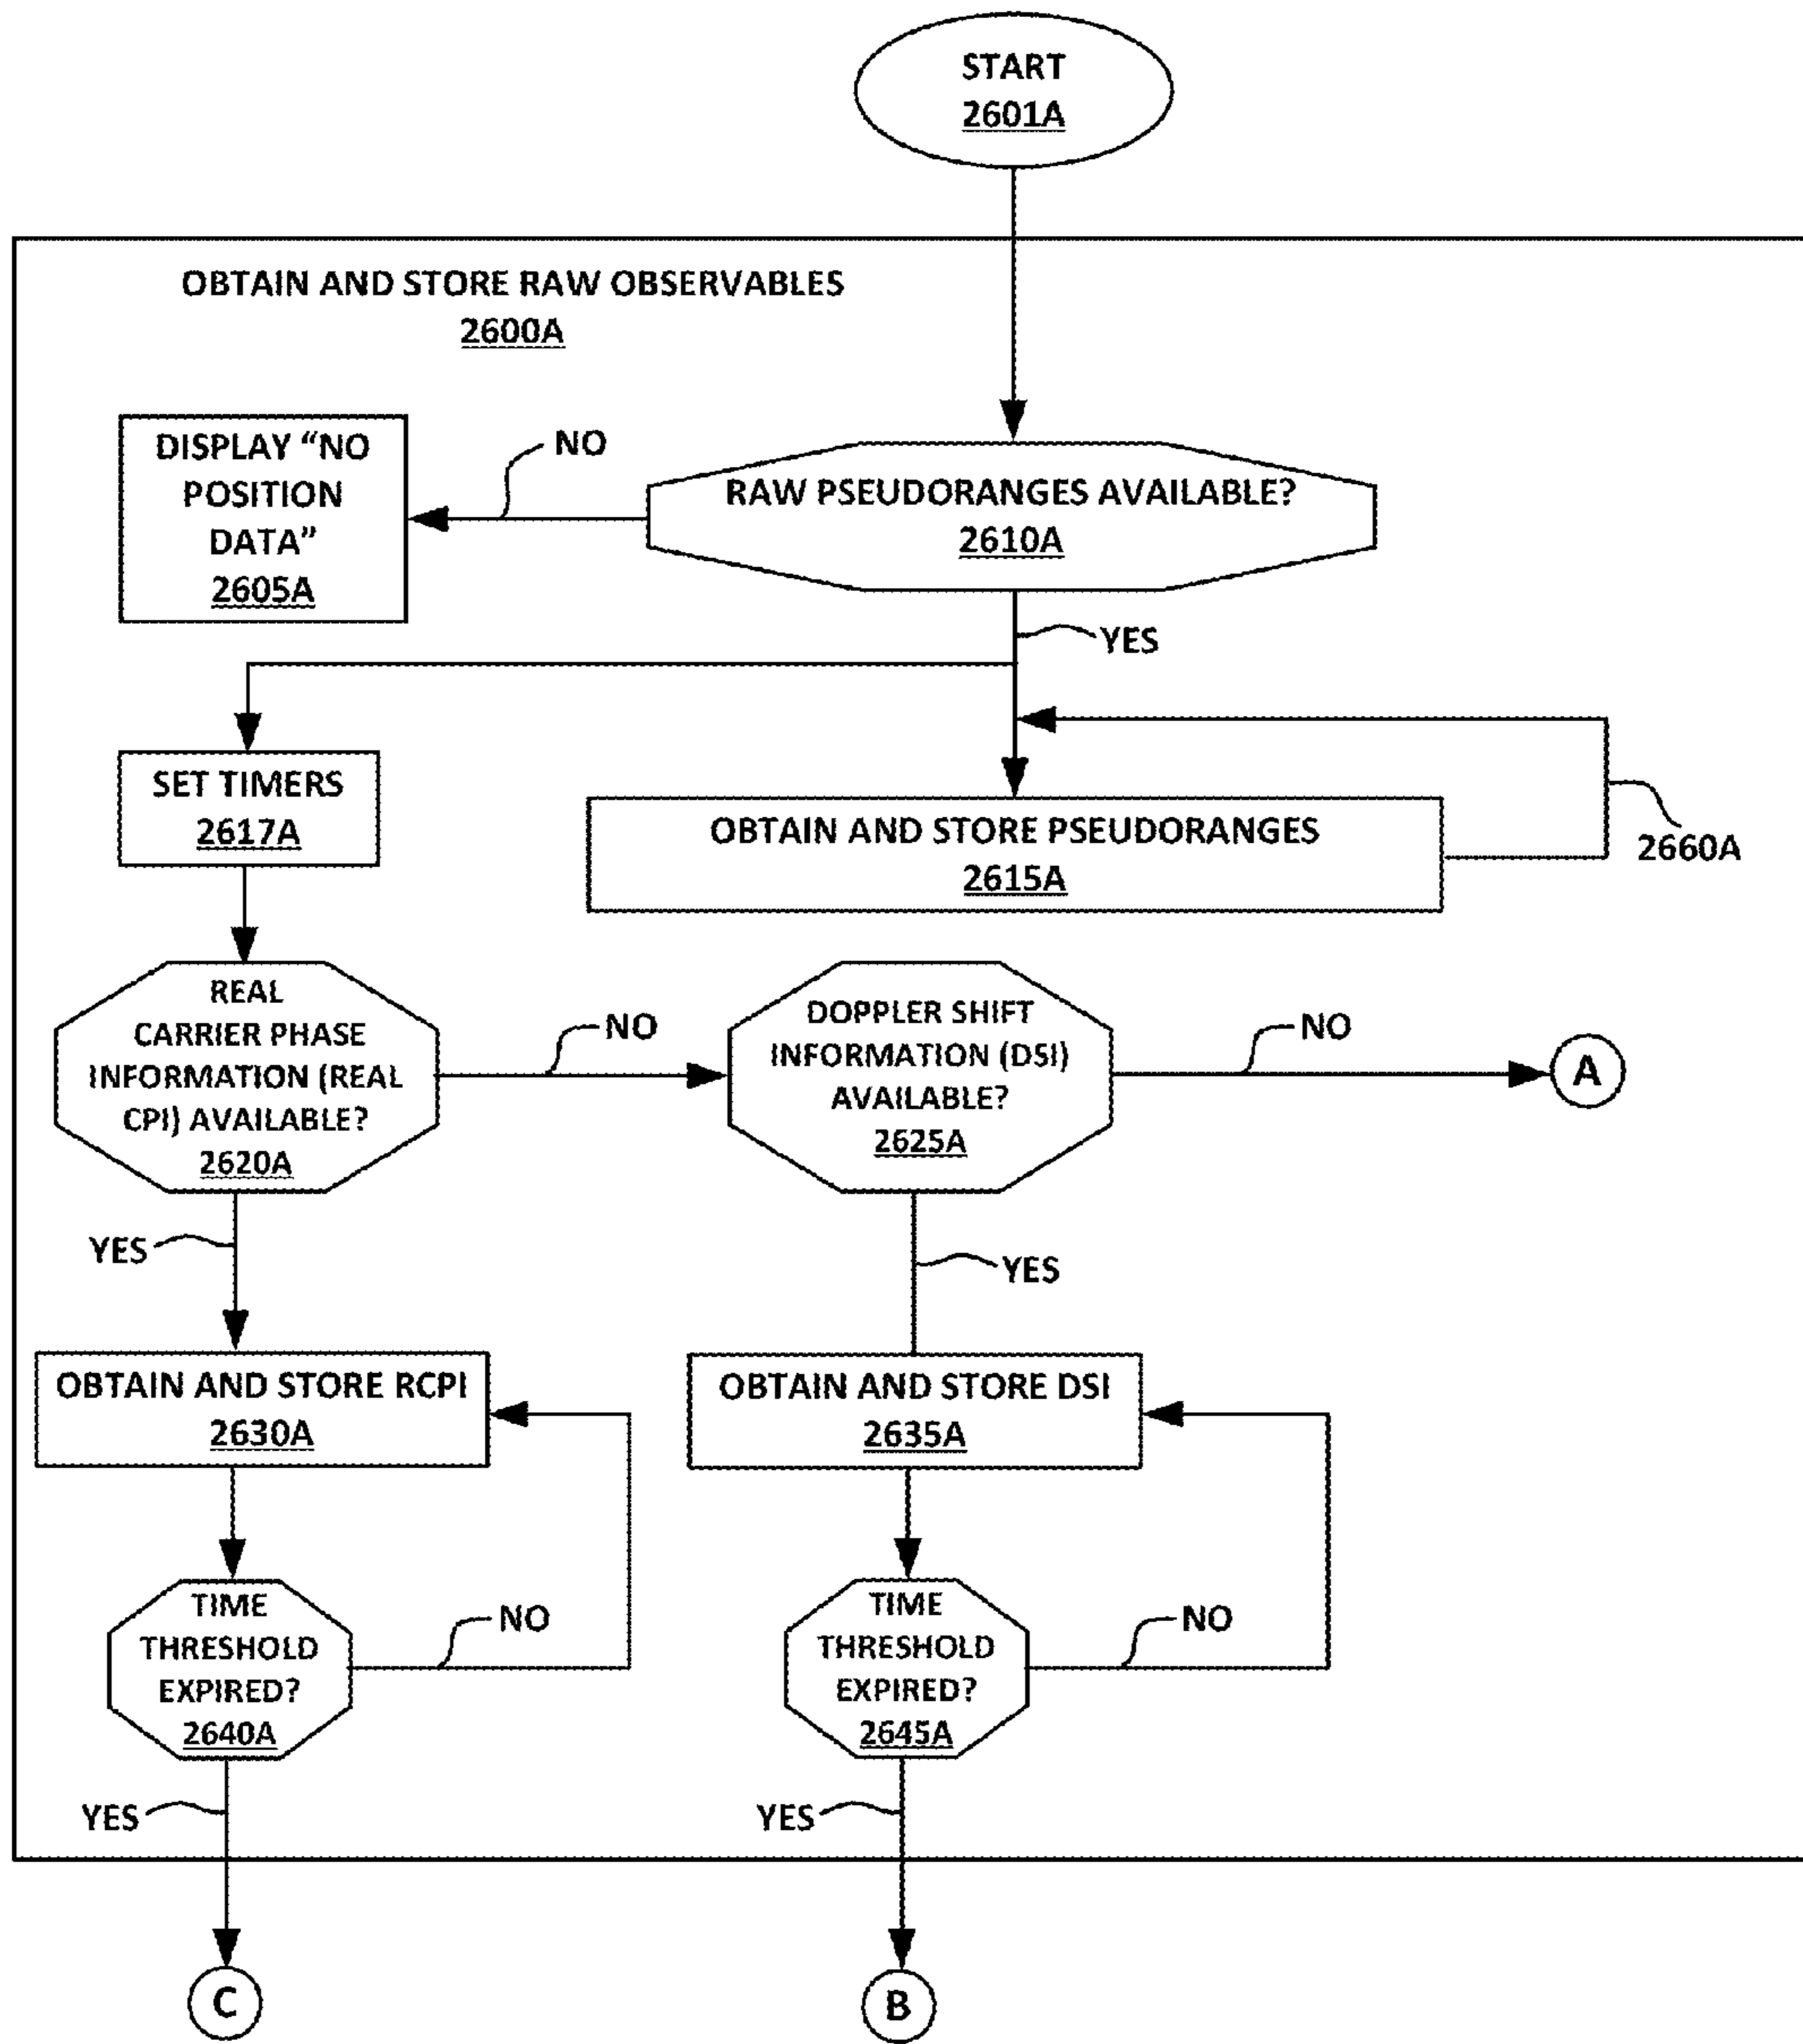 START
2601A
OBTAIN AND STORE RAW OBSERVABLES
2600A
DISPLAY “NO
POSITION
DATA”
2605A
NO
RAW PSEUDORANGES AVAILABLE?
2610A
YES
SET TIMERS
2617A
OBTAIN AND STORE PSEUDORANGES
2615A
2660A
REAL
CARRIER PHASE
INFORMATION (REAL
CPI) AVAILABLE?
2620A
NO
DOPPLER SHIFT
INFORMATION (DSI)
AVAILABLE?
2625A
NO
A
YES
YES
OBTAIN AND STORE RCPI
2630A
OBTAIN AND STORE DSI
2635A
TIME
THRESHOLD
EXPIRED?
2640A
NO
TIME
THRESHOLD
EXPIRED?
2645A
NO
YES
YES
C
B